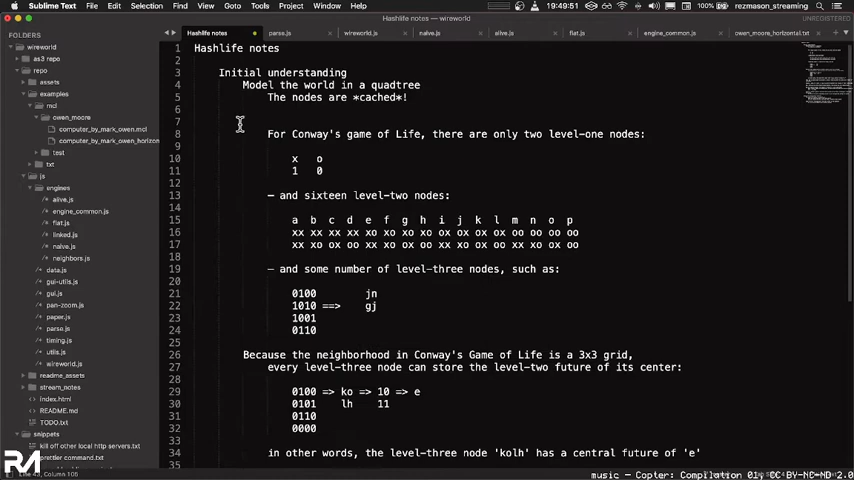 Sublime Text File Edit Selection Find View Goto Tools Project Window Help 100% Fri 19:49:51 rezmason_streaming
Hashlife notes — wireworld
UNREGISTERED
FOLDERS
wireworld
as3 repo
repo
assets
examples
mcl
owen_moore
computer_by_mark_owen.mcl
computer_by_mark_owen_horizon
test
txt
js
engines
alive.js
engine_common.js
flat.js
linked.js
naive.js
neighbors.js
data.js
gui-utils.js
gui.js
pan-zoom.js
paper.js
parse.js
timing.js
utils.js
wireworld.js
readme_assets
stream_notes
index.html
README.md
TODO.txt
snippets
kill off other local http servers.txt
prettier command.txt
Hashlife notes parse.js wireworld.js naive.js alive.js flat.js engine_common.js owen_moore_horizontal.txt
1 Hashlife notes
2
3 Initial understanding
4 Model the world in a quadtree
5 The nodes are *cached*!
6
7
8 For Conway's game of Life, there are only two level-one nodes:
9
10 x o
11 1 0
12
13 — and sixteen level-two nodes:
14
15 a b c d e f g h i j k l m n o p
16 xx xx xx xx xo xo xo xo ox ox ox ox oo oo oo oo
17 xx xo ox oo xx xo ox oo xx xo ox oo xx xo ox oo
18
19 — and some number of level-three nodes, such as:
20
21 0100 jn
22 1010 ==> gj
23 1001
24 0110
25
26 Because the neighborhood in Conway's Game of Life is a 3x3 grid,
27 every level-three node can store the level-two future of its center:
28
29 0100 => ko => 10 => e
30 0101 lh 11
31 0110
32 0000
33
34 in other words, the level-three node 'kolh' has a central future of 'e'
35
Line 43, Column 105
music - Copter: Compilation 01, CC BY-NC-ND 2.0